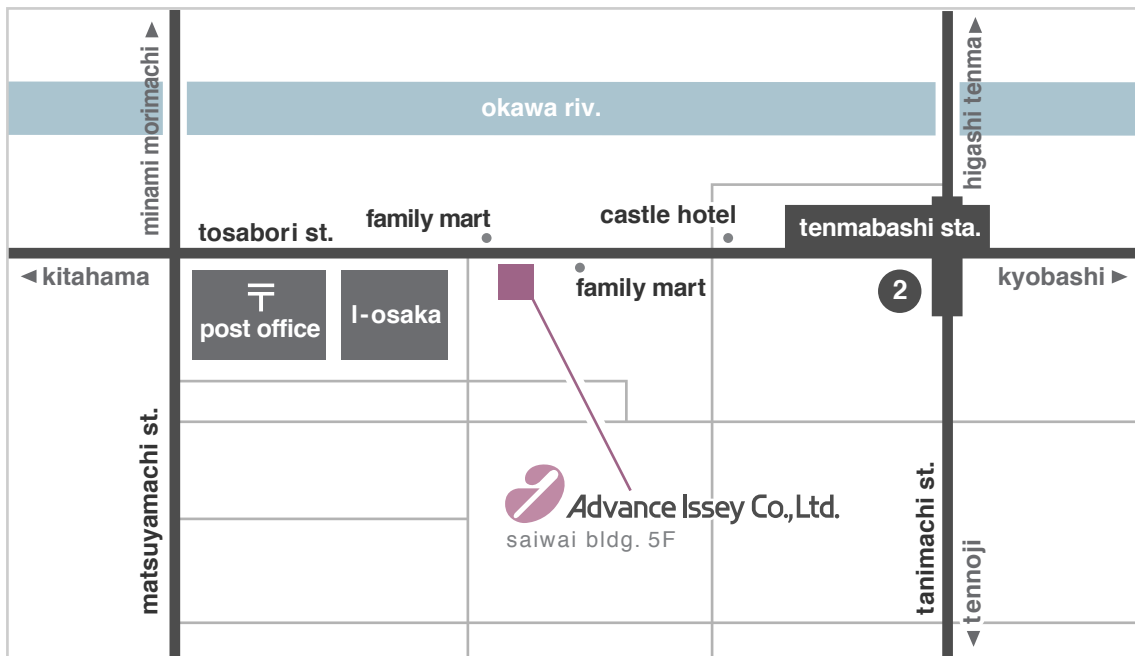 minami morimachi ▲
okawa riv.
higashi tenma▲
tosabori st.
family mart
castle hotel
tenmabashi sta.
◄kitahama
〒
post office
l-osaka
family mart
2
kyobashi►
matsuyamachi st.
Advance Issey Co.,Ltd.
saiwai bldg. 5F
tanimachi st.
◄tennoji